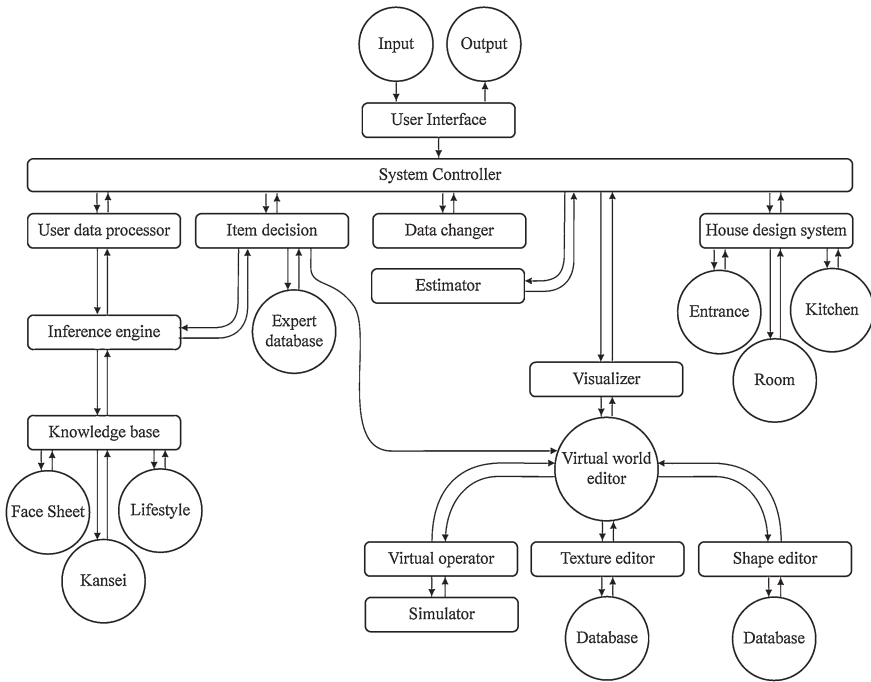 Input
Output
User Interface
System Controller
User data processor
Item decision
Data changer
House design system
Estimator
Entrance
Kitchen
Inference engine
Expert
database
Visualizer
Room
Knowledge base
Virtual world
editor
Face Sheet
Lifestyle
Kansei
Virtual operator
Texture editor
Shape editor
Simulator
Database
Database